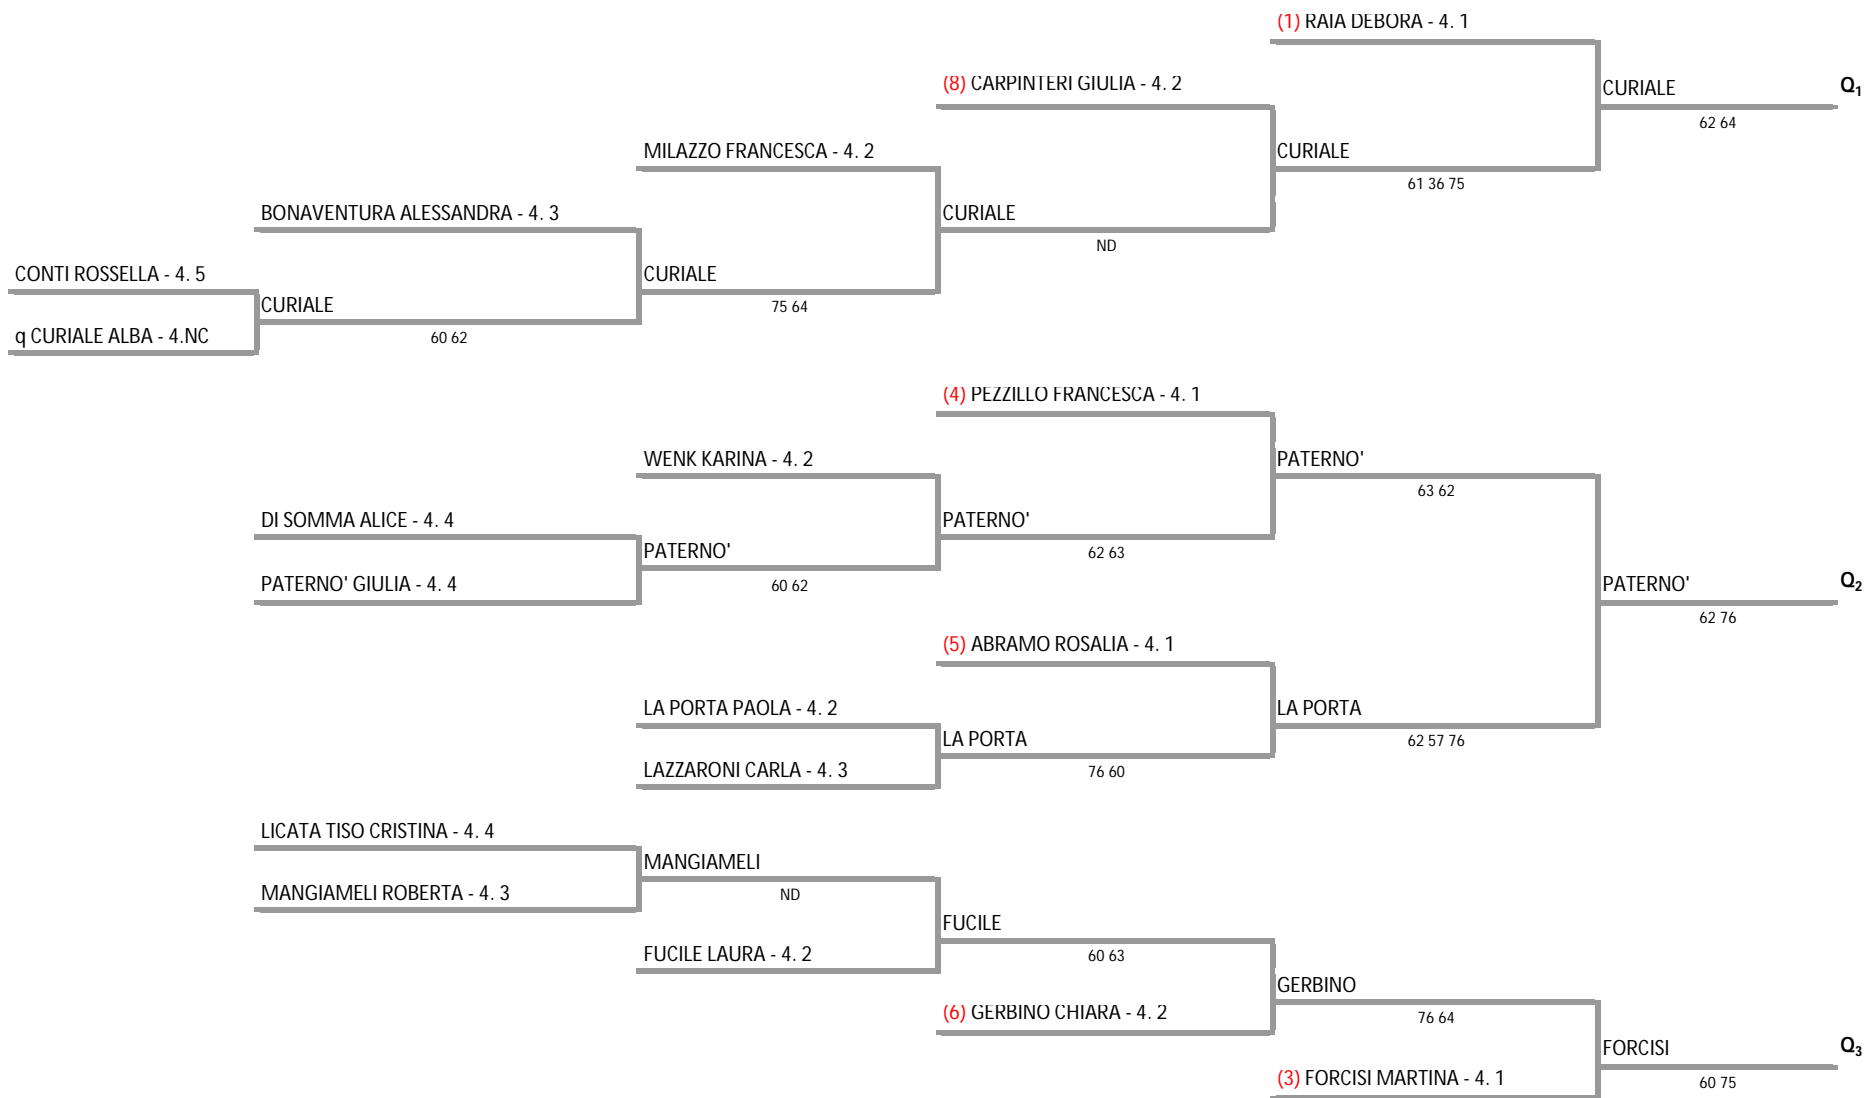 (1) RAIA DEBORA - 4. 1
(8) CARPINTERI GIULIA - 4. 2
CURIALE
Q1
62 64
MILAZZO FRANCESCA - 4. 2
CURIALE
61 36 75
BONAVENTURA ALESSANDRA - 4. 3
CURIALE
ND
CONTI ROSSELLA - 4. 5
CURIALE
75 64
CURIALE
60 62
q CURIALE ALBA - 4.NC
(4) PEZZILLO FRANCESCA - 4. 1
WENK KARINA - 4. 2
PATERNO'
63 62
DI SOMMA ALICE - 4. 4
PATERNO'
62 63
PATERNO'
60 62
PATERNO' GIULIA - 4. 4
PATERNO'
Q2
62 76
(5) ABRAMO ROSALIA - 4. 1
LA PORTA PAOLA - 4. 2
LA PORTA
62 57 76
LA PORTA
76 60
LAZZARONI CARLA - 4. 3
LICATA TISO CRISTINA - 4. 4
MANGIAMELI
ND
MANGIAMELI ROBERTA - 4. 3
FUCILE
60 63
FUCILE LAURA - 4. 2
GERBINO
76 64
(6) GERBINO CHIARA - 4. 2
FORCISI
Q3
60 75
(3) FORCISI MARTINA - 4. 1